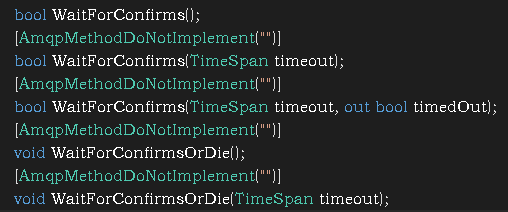 bool WaitForConfirms();
[AmqpMethodDoNotImplement("")]
bool WaitForConfirms(TimeSpan timeout);
[AmqpMethodDoNotImplement("")]
bool WaitForConfirms(TimeSpan timeout, out bool timedOut);
[AmqpMethodDoNotImplement("")]
void WaitForConfirmsOrDie();
[AmqpMethodDoNotImplement("")]
void WaitForConfirmsOrDie(TimeSpan timeout);